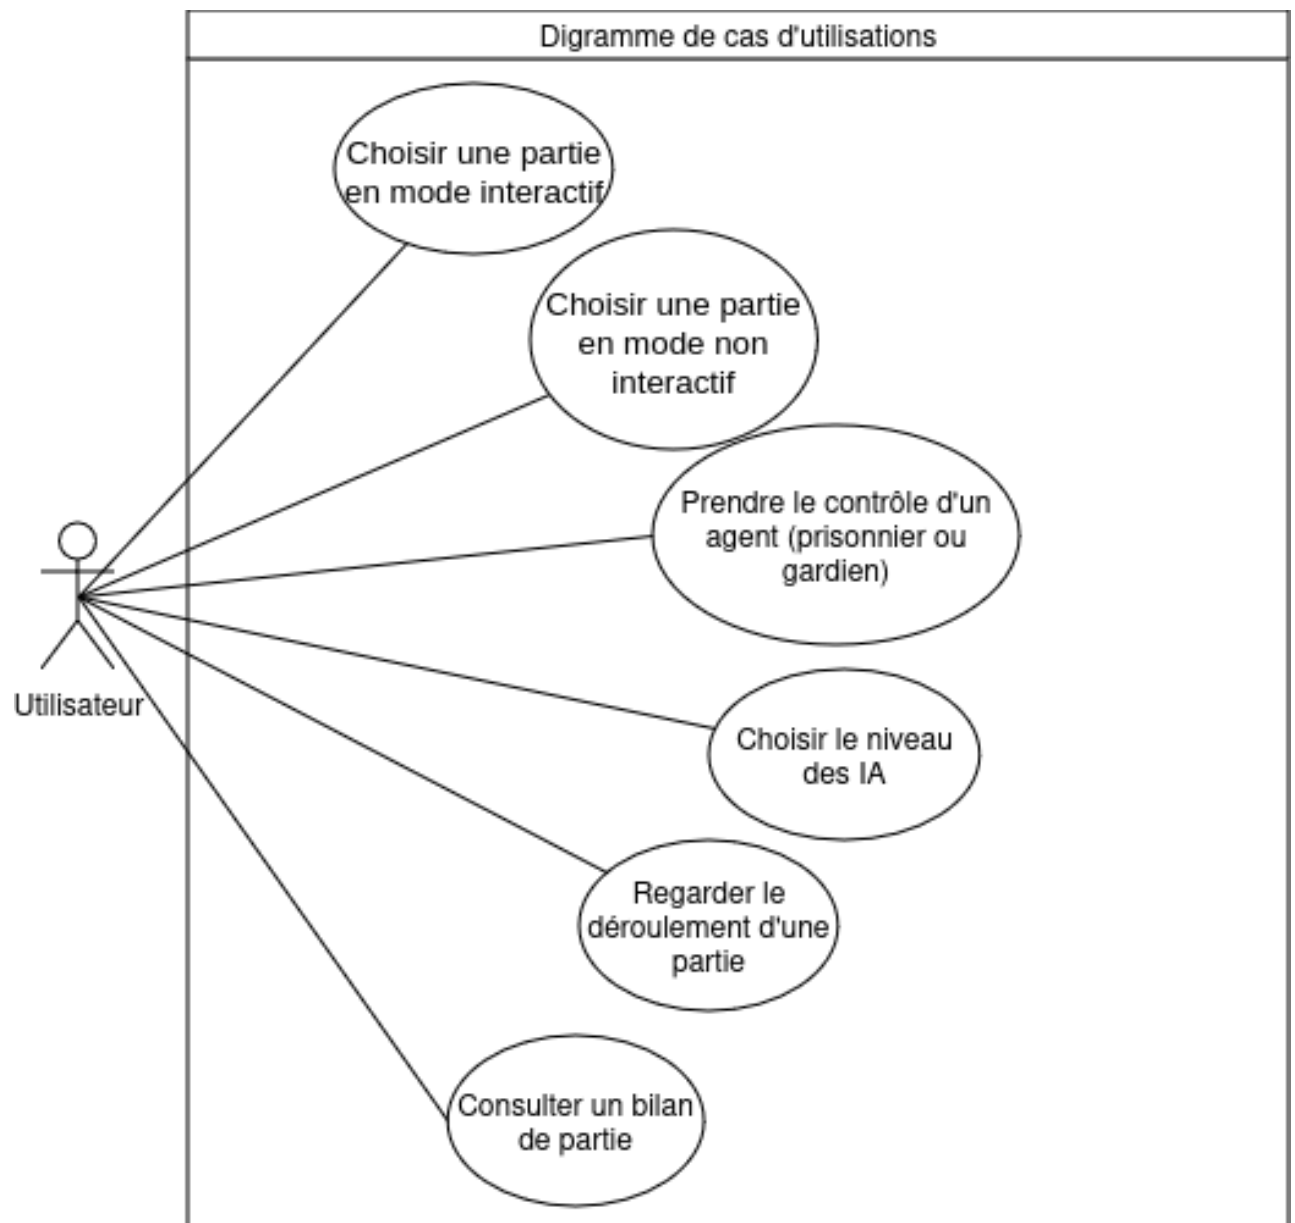 Digramme de cas d'utilisations
Choisir une partie
en mode interactif
Choisir une partie
en mode non
interactif
Prendre le contrôle d'un
agent (prisonnier ou
gardien)
Utilisateur
Choisir le niveau
des IA
Regarder le
déroulement d'une
partie
Consulter un bilan
de partie